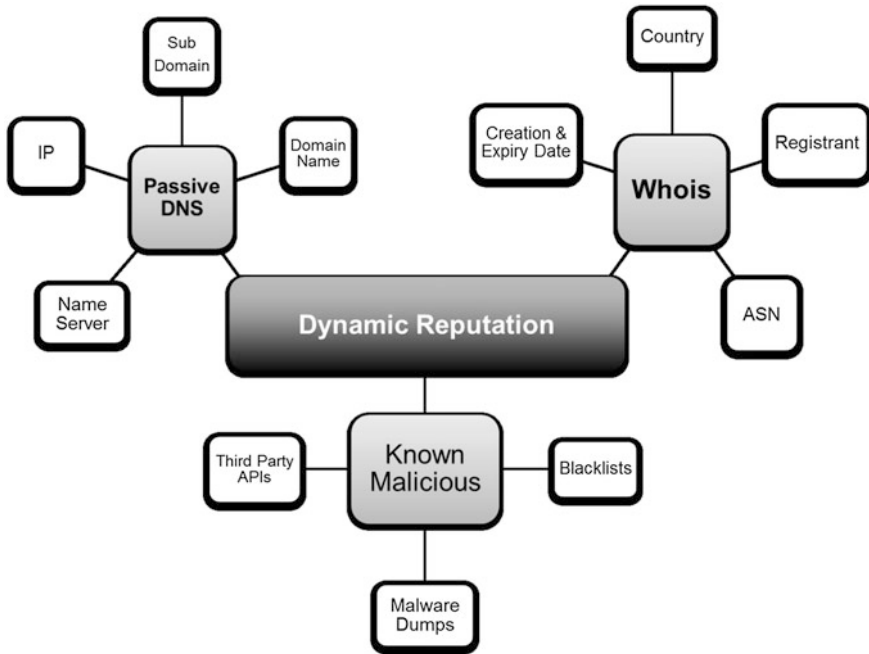 Sub
Domain
IP
Domain
Name
Passive
DNS
Name
Server
Country
Creation &
Expiry Date
Registrant
Whois
ASN
Dynamic Reputation
Known
Malicious
Third Party
APIs
Blacklists
Malware
Dumps